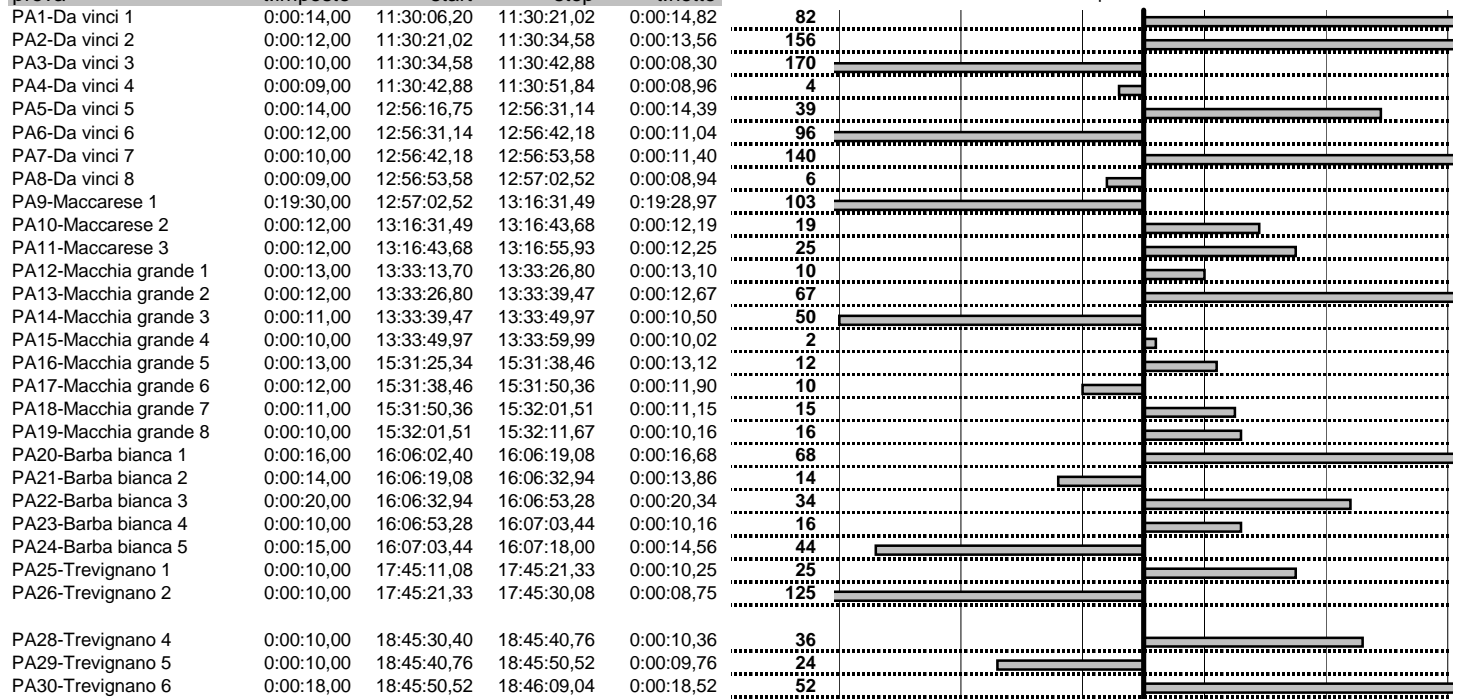 PA1-Da vinci 1 0:00:14,00 11:30:06,20 11:30:21,02 0:00:14,82 82
PA2-Da vinci 2 0:00:12,00 11:30:21,02 11:30:34,58 0:00:13,56 156
PA3-Da vinci 3 0:00:10,00 11:30:34,58 11:30:42,88 0:00:08,30 170
PA4-Da vinci 4 0:00:09,00 11:30:42,88 11:30:51,84 0:00:08,96 4
PA5-Da vinci 5 0:00:14,00 12:56:16,75 12:56:31,14 0:00:14,39 39
PA6-Da vinci 6 0:00:12,00 12:56:31,14 12:56:42,18 0:00:11,04 96
PA7-Da vinci 7 0:00:10,00 12:56:42,18 12:56:53,58 0:00:11,40 140
PA8-Da vinci 8 0:00:09,00 12:56:53,58 12:57:02,52 0:00:08,94 6
PA9-Maccarese 1 0:19:30,00 12:57:02,52 13:16:31,49 0:19:28,97 103
PA10-Maccarese 2 0:00:12,00 13:16:31,49 13:16:43,68 0:00:12,19 19
PA11-Maccarese 3 0:00:12,00 13:16:43,68 13:16:55,93 0:00:12,25 25
PA12-Macchia grande 1 0:00:13,00 13:33:13,70 13:33:26,80 0:00:13,10 10
PA13-Macchia grande 2 0:00:12,00 13:33:26,80 13:33:39,47 0:00:12,67 67
PA14-Macchia grande 3 0:00:11,00 13:33:39,47 13:33:49,97 0:00:10,50 50
PA15-Macchia grande 4 0:00:10,00 13:33:49,97 13:33:59,99 0:00:10,02 2
PA16-Macchia grande 5 0:00:13,00 15:31:25,34 15:31:38,46 0:00:13,12 12
PA17-Macchia grande 6 0:00:12,00 15:31:38,46 15:31:50,36 0:00:11,90 10
PA18-Macchia grande 7 0:00:11,00 15:31:50,36 15:32:01,51 0:00:11,15 15
PA19-Macchia grande 8 0:00:10,00 15:32:01,51 15:32:11,67 0:00:10,16 16
PA20-Barba bianca 1 0:00:16,00 16:06:02,40 16:06:19,08 0:00:16,68 68
PA21-Barba bianca 2 0:00:14,00 16:06:19,08 16:06:32,94 0:00:13,86 14
PA22-Barba bianca 3 0:00:20,00 16:06:32,94 16:06:53,28 0:00:20,34 34
PA23-Barba bianca 4 0:00:10,00 16:06:53,28 16:07:03,44 0:00:10,16 16
PA24-Barba bianca 5 0:00:15,00 16:07:03,44 16:07:18,00 0:00:14,56 44
PA25-Trevignano 1 0:00:10,00 17:45:11,08 17:45:21,33 0:00:10,25 25
PA26-Trevignano 2 0:00:10,00 17:45:21,33 17:45:30,08 0:00:08,75 125
PA28-Trevignano 4 0:00:10,00 18:45:30,40 18:45:40,76 0:00:10,36 36
PA29-Trevignano 5 0:00:10,00 18:45:40,76 18:45:50,52 0:00:09,76 24
PA30-Trevignano 6 0:00:18,00 18:45:50,52 18:46:09,04 0:00:18,52 52